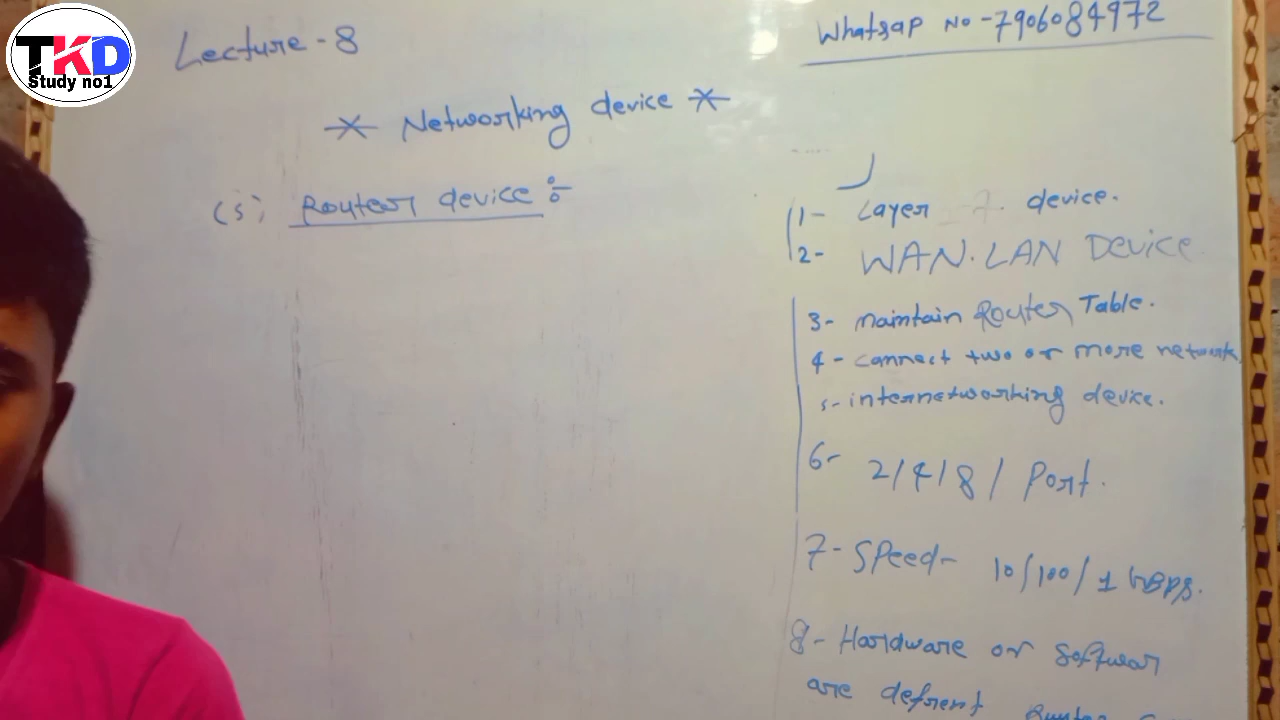 TKD
Study no1
Lecture - 8
Whatsap No - 7906084972
* Networking device *
(5) Router device :-
1- Layer device.
2- WAN. LAN Device
3- maintain Router Table.
4- connect two or more network
5- internetworking device.
6- 2/4/8/ Port.
7- Speed- 10/100/1 GBPS.
8- Hardware or Softwar
are defrent